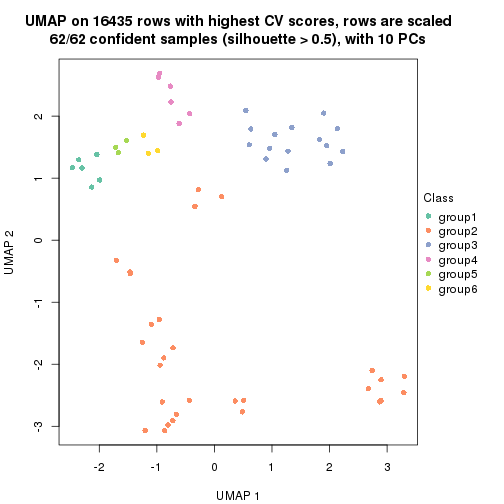 UMAP on 16435 rows with highest CV scores, rows are scaled
62/62 confident samples (silhouette > 0.5), with 10 PCs
2
1
0
-1
-2
-3
UMAP 2
-2
-1
0
1
2
3
UMAP 1
Class
group1
group2
group3
group4
group5
group6